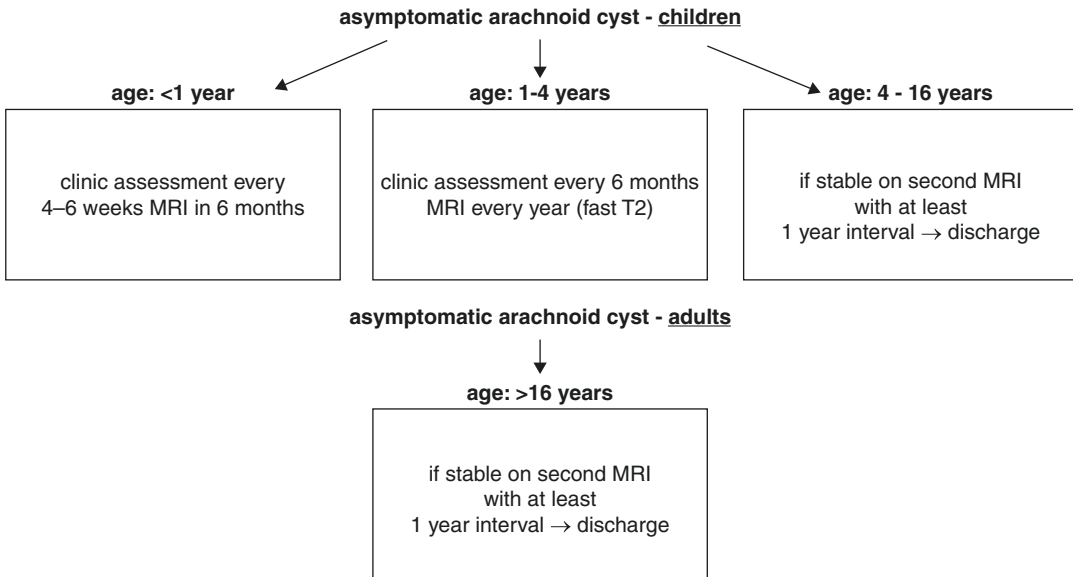 asymptomatic arachnoid cyst - children
age: <1 year
clinic assessment every
4–6 weeks MRI in 6 months
age: 1-4 years
clinic assessment every 6 months
MRI every year (fast T2)
age: 4 - 16 years
if stable on second MRI
with at least
1 year interval → discharge
asymptomatic arachnoid cyst - adults
age: >16 years
if stable on second MRI
with at least
1 year interval → discharge